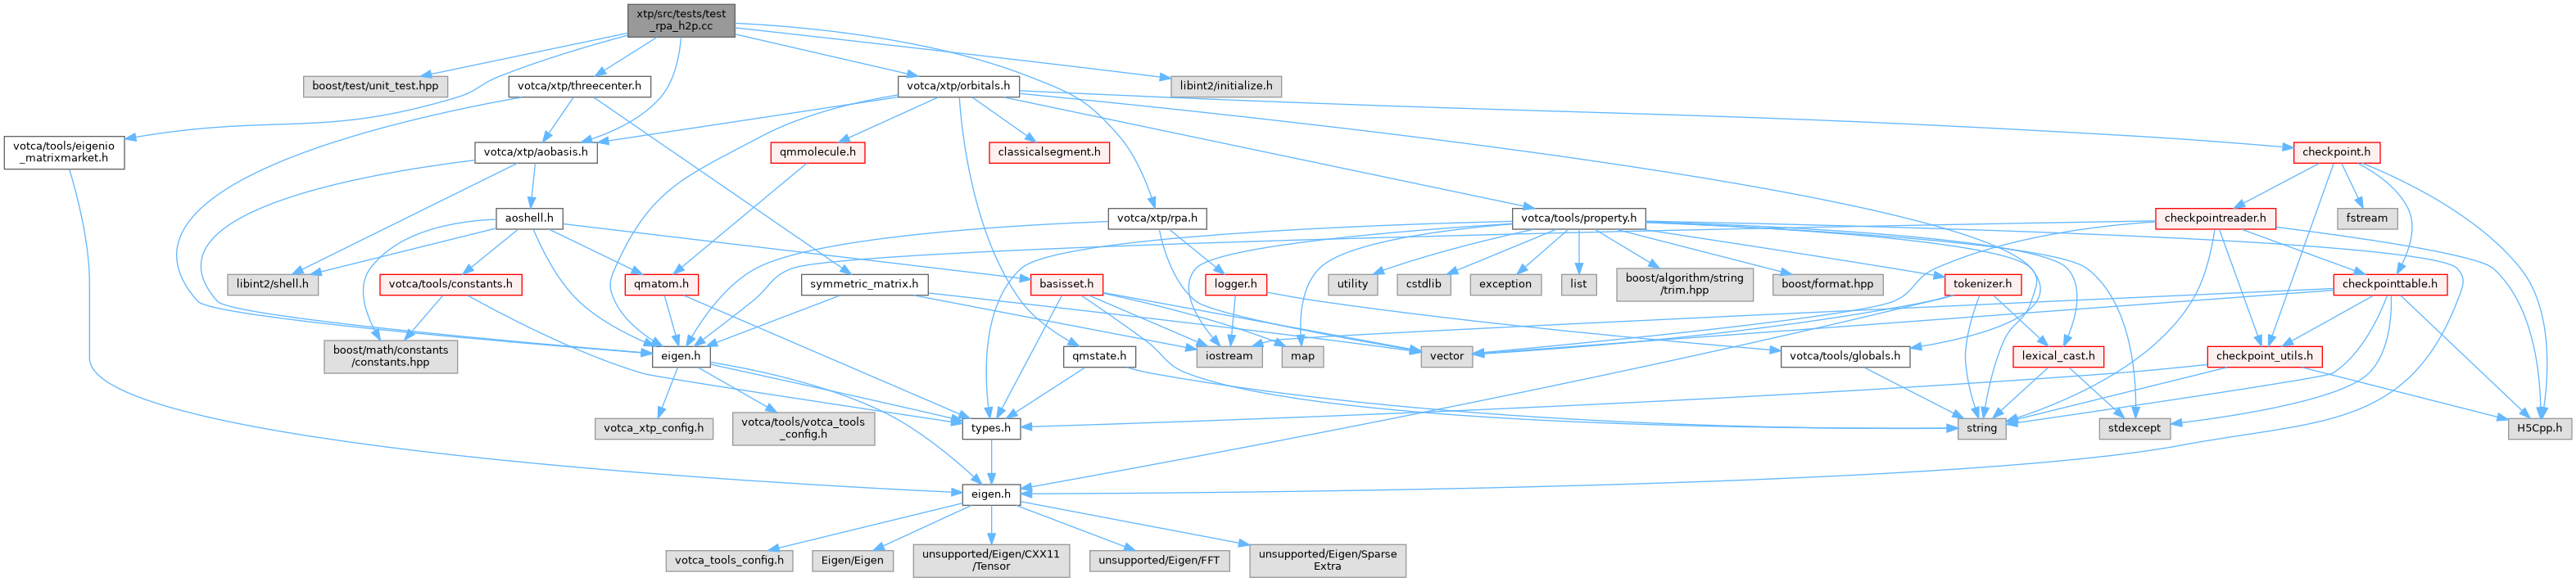 xtp/src/tests/test
_rpa_h2p.cc
boost/test/unit_test.hpp
votca/xtp/threecenter.h
votca/xtp/orbitals.h
libint2/initialize.h
votca/tools/eigenio
_matrixmarket.h
votca/xtp/aobasis.h
qmmolecule.h
classicalsegment.h
checkpoint.h
aoshell.h
votca/xtp/rpa.h
votca/tools/property.h
checkpointreader.h
fstream
libint2/shell.h
votca/tools/constants.h
qmatom.h
symmetric_matrix.h
basisset.h
logger.h
utility
cstdlib
exception
list
boost/algorithm/string
/trim.hpp
boost/format.hpp
tokenizer.h
checkpointtable.h
boost/math/constants
/constants.hpp
eigen.h
qmstate.h
iostream
map
vector
votca/tools/globals.h
lexical_cast.h
checkpoint_utils.h
votca_xtp_config.h
votca/tools/votca_tools
_config.h
types.h
string
stdexcept
H5Cpp.h
eigen.h
votca_tools_config.h
Eigen/Eigen
unsupported/Eigen/CXX11
/Tensor
unsupported/Eigen/FFT
unsupported/Eigen/Sparse
Extra